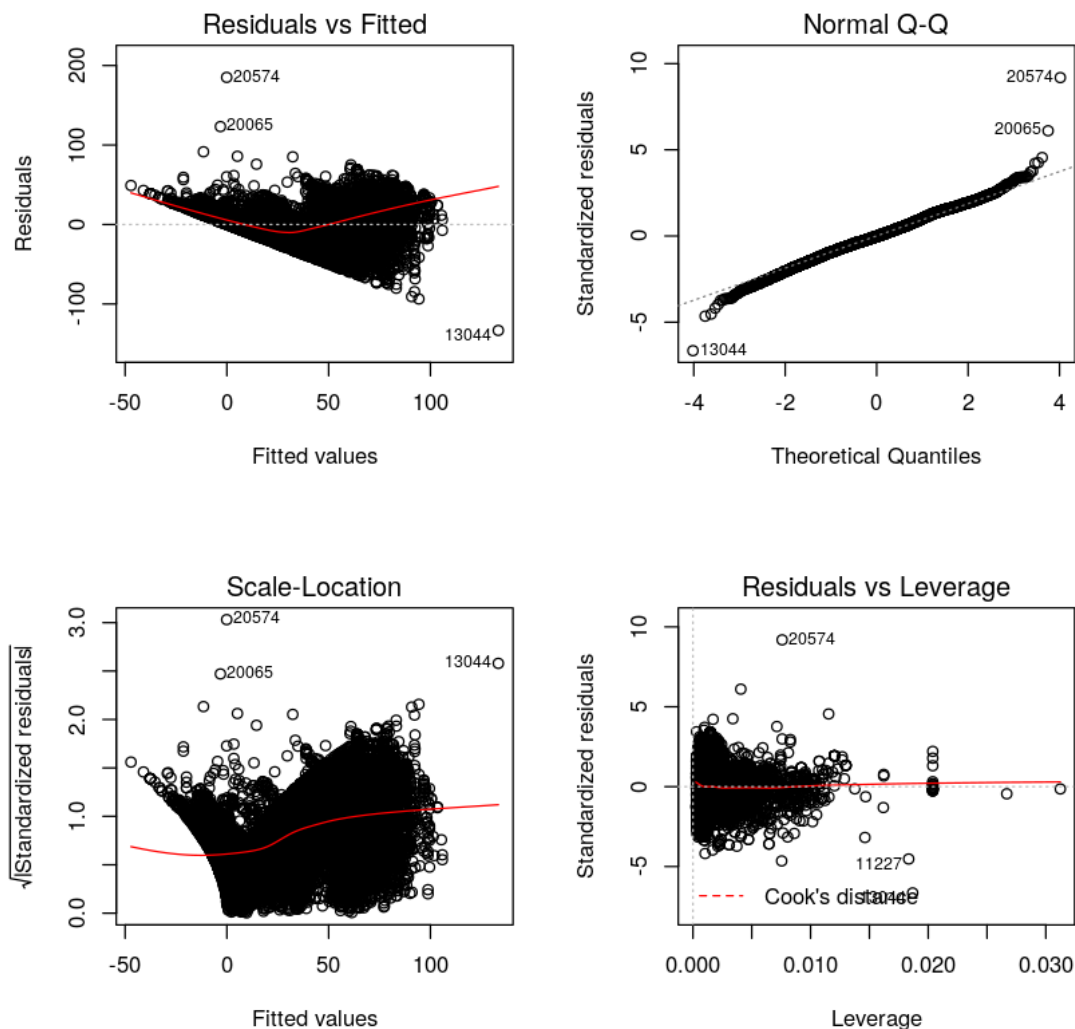 Residuals vs Fitted
Residuals
200
100
0
-100
20574
20065
13044
-50 0 50 100
Fitted values
Normal Q-Q
Standardized residuals
10
5
0
-5
20574
20065
13044
-4 -2 0 2 4
Theoretical Quantiles
Scale-Location
√|Standardized residuals|
3.0
2.0
1.0
0.0
20574
20065
13044
-50 0 50 100
Fitted values
Residuals vs Leverage
Standardized residuals
10
5
0
-5
20574
11227
13044
Cook's distance
0.000 0.010 0.020 0.030
Leverage